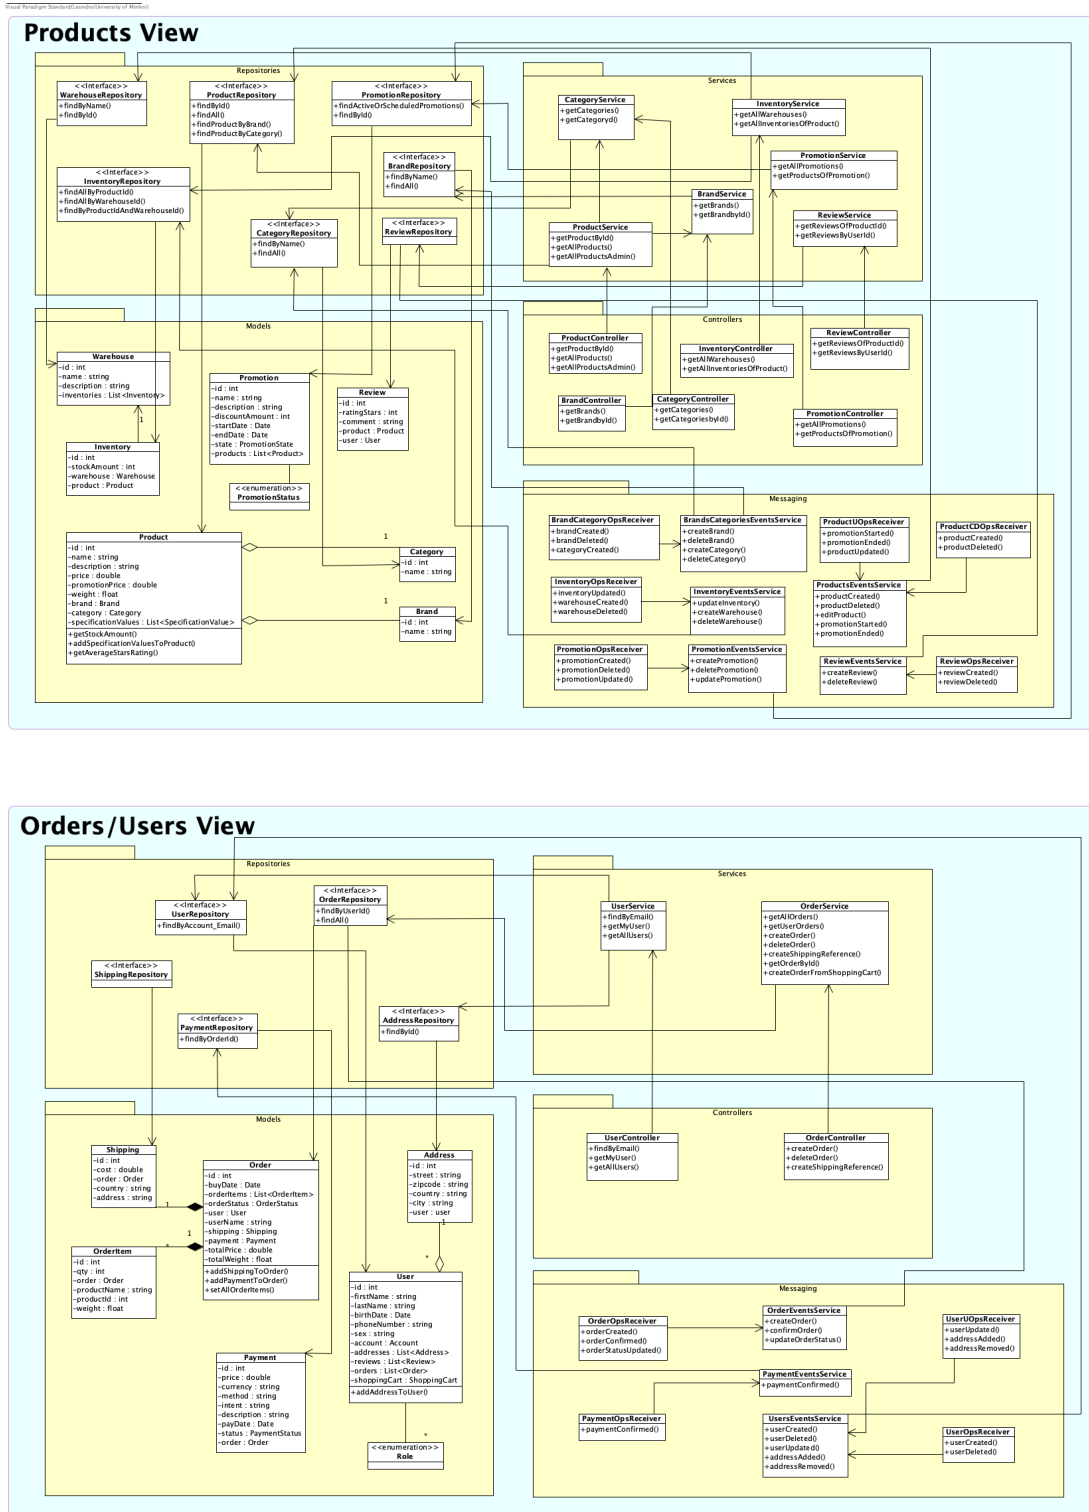 Visual Paradigm Standard(Leandro(University of Minho))
Products View
Repositories
<<Interface>>
WarehouseRepository
+findByName()
+findById()
<<Interface>>
ProductRepository
+findById()
+findAll()
+findProductByBrand()
+findProductByCategory()
<<Interface>>
PromotionRepository
+findActiveOrScheduledPromotions()
+findById()
<<Interface>>
BrandRepository
+findByName()
+findAll()
<<Interface>>
InventoryRepository
+findAllByProductId()
+findAllByWarehouseId()
+findByProductIdAndWarehouseId()
<<Interface>>
CategoryRepository
+findByName()
+findAll()
<<Interface>>
ReviewRepository
Services
CategoryService
+getCategories()
+getCategoryd()
InventoryService
+getAllWarehouses()
+getAllInventoriesOfProduct()
PromotionService
+getAllPromotions()
+getProductsOfPromotion()
BrandService
+getBrands()
+getBrandbyId()
ReviewService
+getReviewsOfProductId()
+getReviewsByUserId()
ProductService
+getProductById()
+getAllProducts()
+getAllProductsAdmin()
Models
Warehouse
-id : int
-name : string
-description : string
-inventories : List<Inventory>
1
Inventory
-id : int
-stockAmount : int
-warehouse : Warehouse
-product : Product
Promotion
-id : int
-name : string
-description : string
-discountAmount : int
-startDate : Date
-endDate : Date
-state : PromotionState
-products : List<Product>
<<enumeration>>
PromotionStatus
Review
-id : int
-ratingStars : int
-comment : string
-product : Product
-user : User
Product
-id : int
-name : string
-description : string
-price : double
-promotionPrice : double
-weight : float
-brand : Brand
-category : Category
-specificationValues : List<SpecificationValue>
+getStockAmount()
+addSpecificationValuesToProduct()
+getAverageStarsRating()
1
Category
-id : int
-name : string
1
Brand
-id : int
-name : string
Controllers
ProductController
+getProductById()
+getAllProducts()
+getAllProductsAdmin()
InventoryController
+getAllWarehouses()
+getAllInventoriesOfProduct()
ReviewController
+getReviewsOfProductId()
+getReviewsByUserId()
BrandController
+getBrands()
+getBrandbyId()
CategoryController
+getCategories()
+getCategoriesbyId()
PromotionController
+getAllPromotions()
+getProductsOfPromotion()
Messaging
BrandCategoryOpsReceiver
+brandCreated()
+brandDeleted()
+categoryCreated()
BrandsCategoriesEventsService
+createBrand()
+deleteBrand()
+createCategory()
+deleteCategory()
ProductUOpsReceiver
+promotionStarted()
+promotionEnded()
+productUpdated()
ProductCDOpsReceiver
+productCreated()
+productDeleted()
InventoryOpsReceiver
+inventoryUpdated()
+warehouseCreated()
+warehouseDeleted()
InventoryEventsService
+updateInventory()
+createWarehouse()
+deleteWarehouse()
ProductsEventsService
+productCreated()
+productDeleted()
+editProduct()
+promotionStarted()
+promotionEnded()
PromotionOpsReceiver
+promotionCreated()
+promotionDeleted()
+promotionUpdated()
PromotionEventsService
+createPromotion()
+deletePromotion()
+updatePromotion()
ReviewEventsService
+createReview()
+deleteReview()
ReviewOpsReceiver
+reviewCreated()
+reviewDeleted()
Orders/Users View
Repositories
<<Interface>>
UserRepository
+findByAccount_Email()
<<Interface>>
OrderRepository
+findByUserId()
+findAll()
<<Interface>>
ShippingRepository
<<Interface>>
PaymentRepository
+findByOrderId()
<<Interface>>
AddressRepository
+findById()
Services
UserService
+findByEmail()
+getMyUser()
+getAllUsers()
OrderService
+getAllOrders()
+getUserOrders()
+createOrder()
+deleteOrder()
+createShippingReference()
+getOrderById()
+createOrderFromShoppingCart()
Controllers
UserController
+findByEmail()
+getMyUser()
+getAllUsers()
OrderController
+createOrder()
+deleteOrder()
+createShippingReference()
Models
Shipping
-id : int
-cost : double
-order : Order
-country : string
-address : string
1
Order
-id : int
-buyDate : Date
-orderItems : List<OrderItem>
-orderStatus : OrderStatus
-user : User
-userName : string
-shipping : Shipping
-payment : Payment
-totalPrice : double
-totalWeight : float
+addShippingToOrder()
+addPaymentToOrder()
+setAllOrderItems()
1
*
OrderItem
-id : int
-qty : int
-order : Order
-productName : string
-productId : int
-weight : float
Address
-id : int
-street : string
-zipcode : string
-country : string
-city : string
-user : user
1
*
User
-id : int
-firstName : string
-lastName : string
-birthDate : Date
-phoneNumber : string
-sex : string
-account : Account
-addresses : List<Address>
-reviews : List<Review>
-orders : List<Order>
-shoppingCart : ShoppingCart
+addAddressToUser()
*
<<enumeration>>
Role
Payment
-id : int
-price : double
-currency : string
-method : string
-intent : string
-description : string
-payDate : Date
-status : PaymentStatus
-order : Order
Messaging
OrderOpsReceiver
+orderCreated()
+orderConfirmed()
+orderStatusUpdated()
OrderEventsService
+createOrder()
+confirmOrder()
+updateOrderStatus()
UserUOpsReceiver
+userUpdated()
+addressAdded()
+addressRemoved()
PaymentEventsService
+paymentConfirmed()
PaymentOpsReceiver
+paymentConfirmed()
UsersEventsService
+userCreated()
+userDeleted()
+userUpdated()
+addressAdded()
+addressRemoved()
UserOpsReceiver
+userCreated()
+userDeleted()